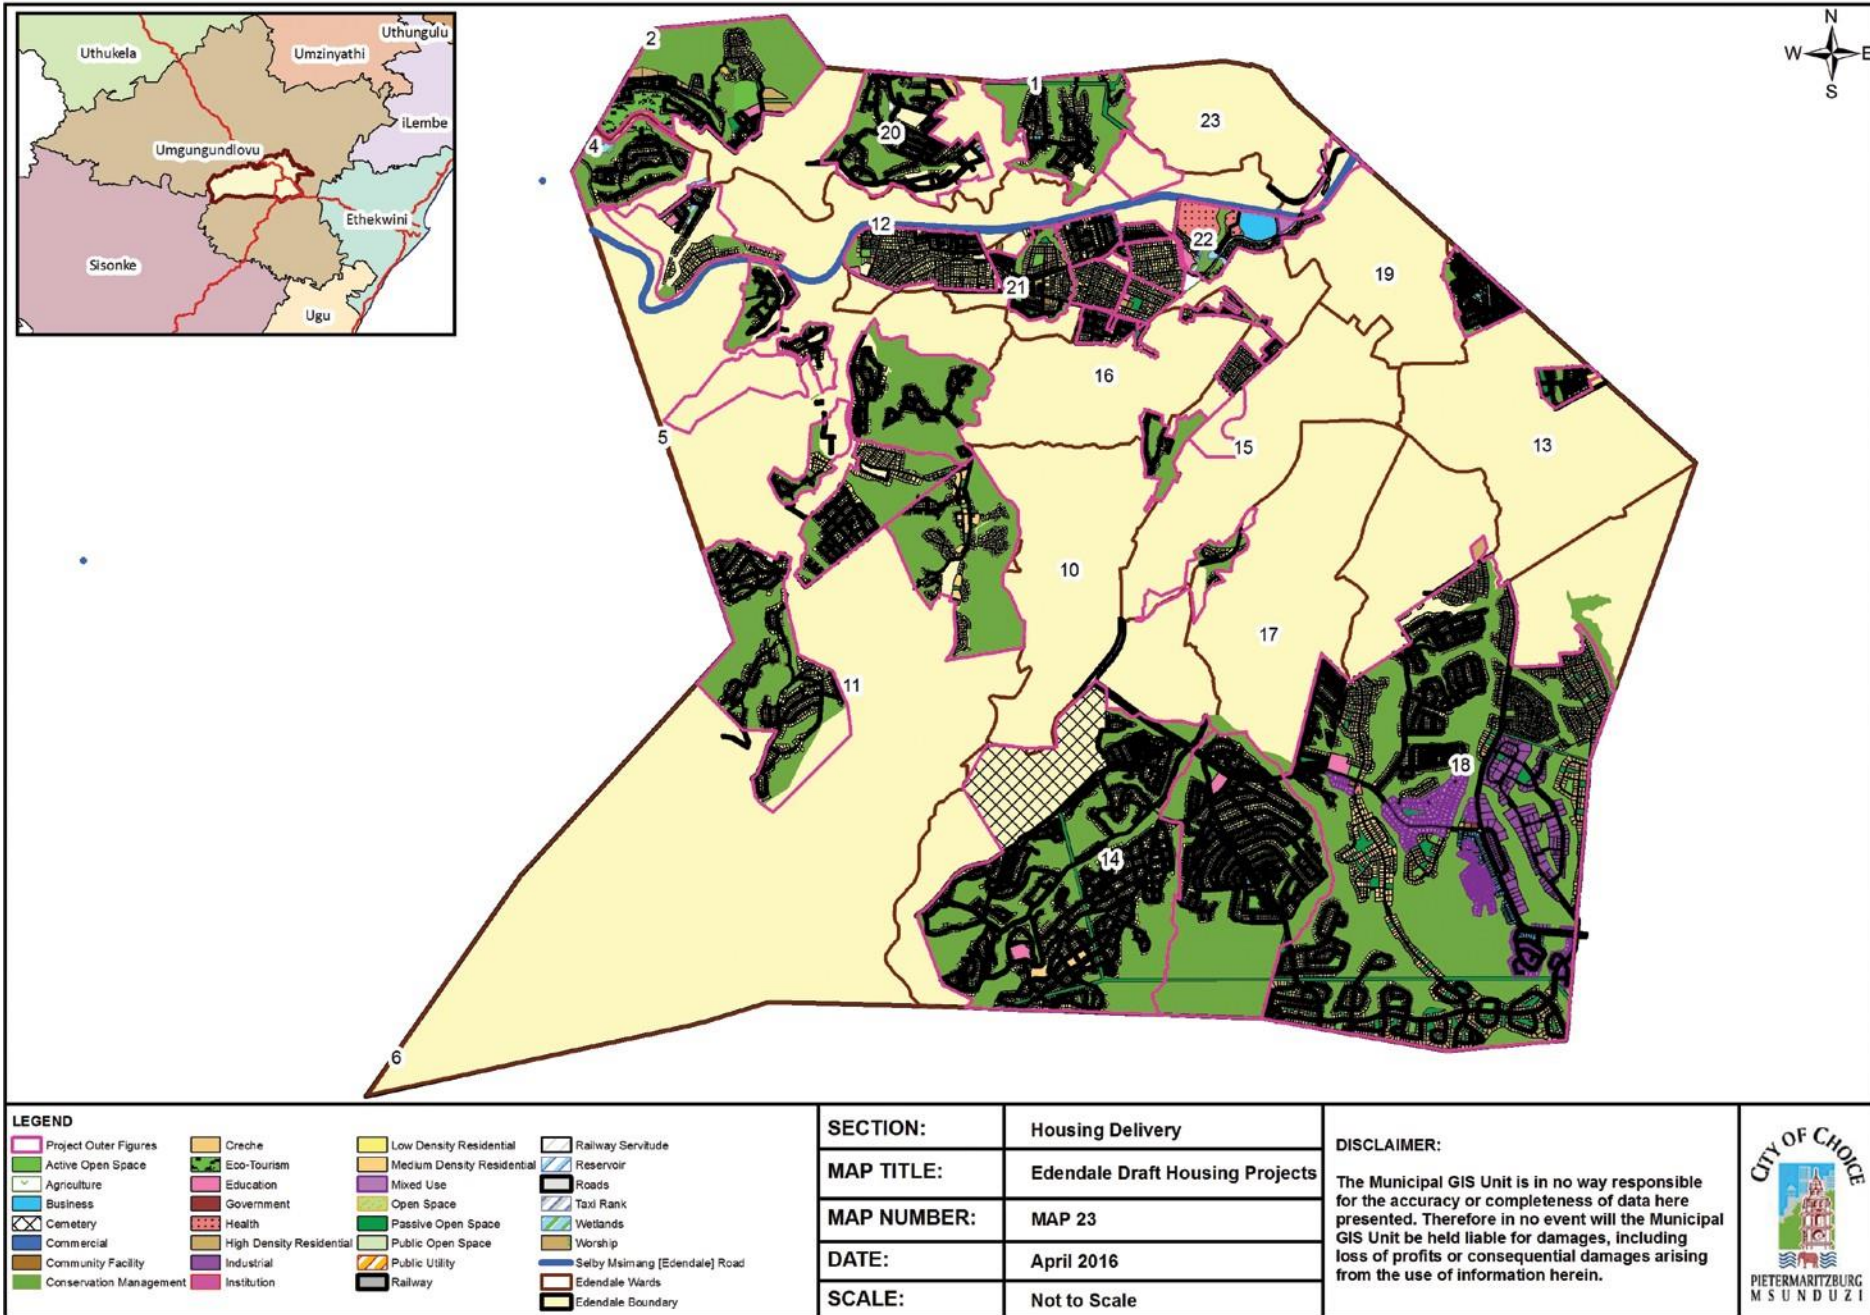 Uthukela
Umzinyathi
Uthungulu
iLembe
Umgungundlovu
Ethekwini
Sisonke
Ugu
N
W E
S
2
1
23
20
4
12
22
19
21
16
5
15
13
10
17
11
18
14
6
LEGEND
Project Outer Figures
Active Open Space
Agriculture
Business
Cemetery
Commercial
Community Facility
Conservation Management
Creche
Eco-Tourism
Education
Government
Health
High Density Residential
Industrial
Institution
Low Density Residential
Medium Density Residential
Mixed Use
Open Space
Passive Open Space
Public Open Space
Public Utility
Railway
Railway Servitude
Reservoir
Roads
Taxi Rank
Wetlands
Worship
Selby Msimang [Edendale] Road
Edendale Wards
Edendale Boundary
SECTION: Housing Delivery
MAP TITLE: Edendale Draft Housing Projects
MAP NUMBER: MAP 23
DATE: April 2016
SCALE: Not to Scale
DISCLAIMER:
The Municipal GIS Unit is in no way responsible
for the accuracy or completeness of data here
presented. Therefore in no event will the Municipal
GIS Unit be held liable for damages, including
loss of profits or consequential damages arising
from the use of information herein.
CITY OF CHOICE
PIETERMARITZBURG
MSUNDUZI